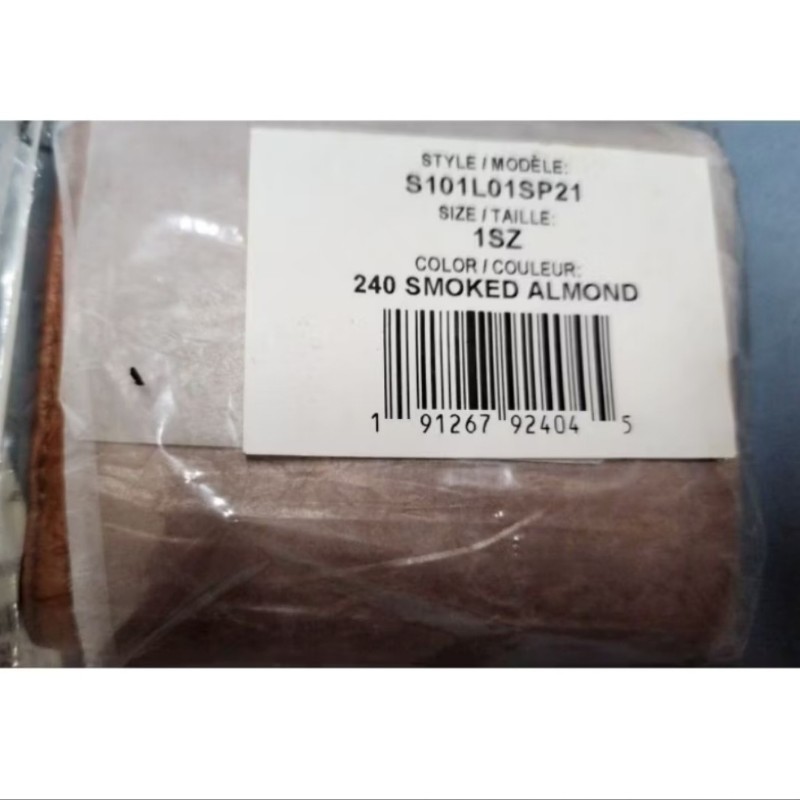 STYLE / MODÈLE:
S101L01SP21
SIZE / TAILLE:
1SZ
COLOR / COULEUR:
240 SMOKED ALMOND
1 91267 92404 5